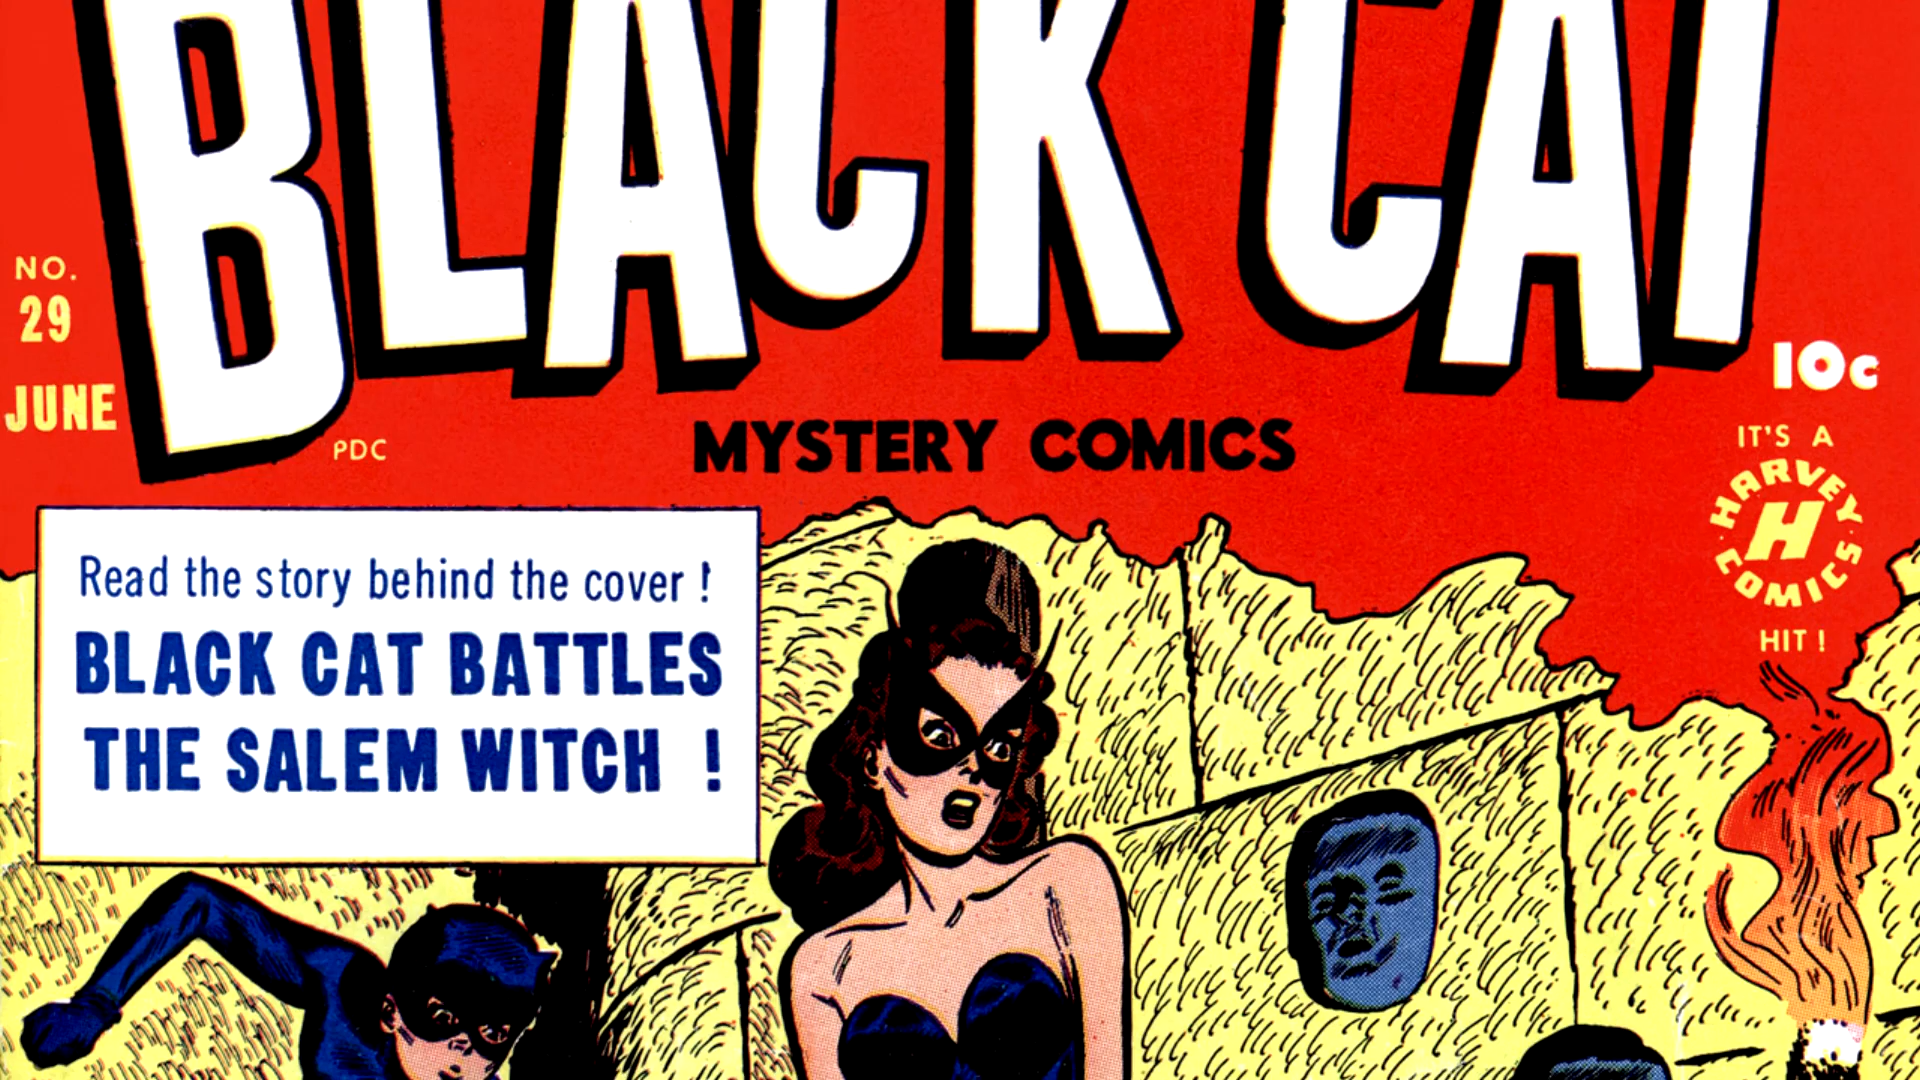 BLACK CAT
NO.
29
JUNE
10c
PDC
MYSTERY COMICS
IT'S A
HARVEY
H
COMICS
HIT !
Read the story behind the cover !
BLACK CAT BATTLES
THE SALEM WITCH !